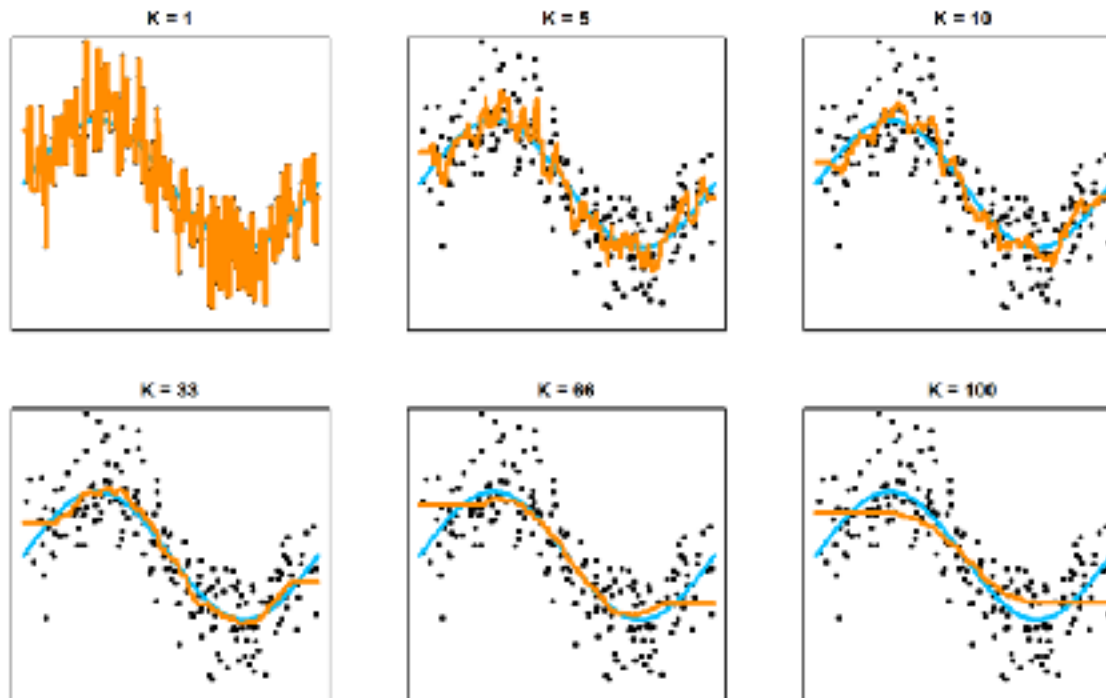 K = 1
K = 5
K = 10
K = 33
K = 66
K = 100